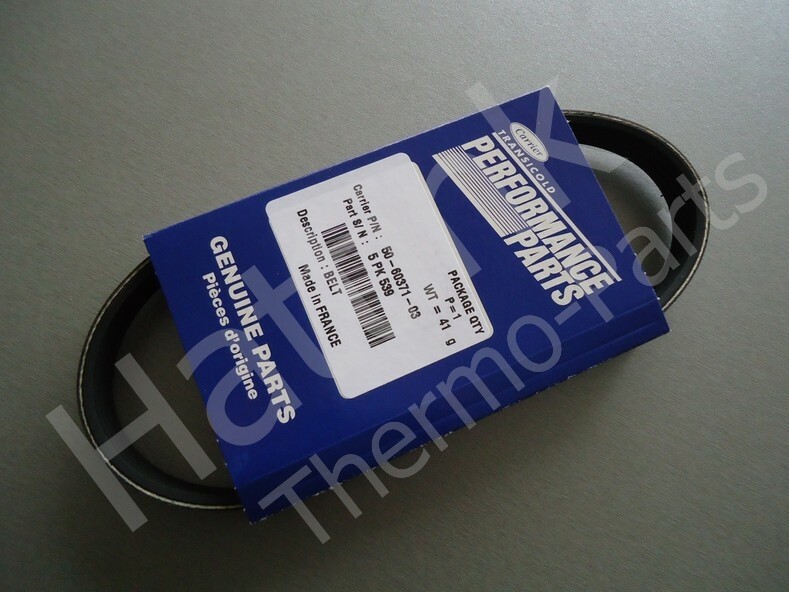 Carrier
TRANSICOLD
PERFORMANCE
PARTS
PACKAGE QTY
P = 1
WT = 41 g
Carrier P/N : 50-60371-03
Part S/N : 5 PK 539
Description : BELT
Made in FRANCE
GENUINE PARTS
Pièces d'origine
Thermo-Parts